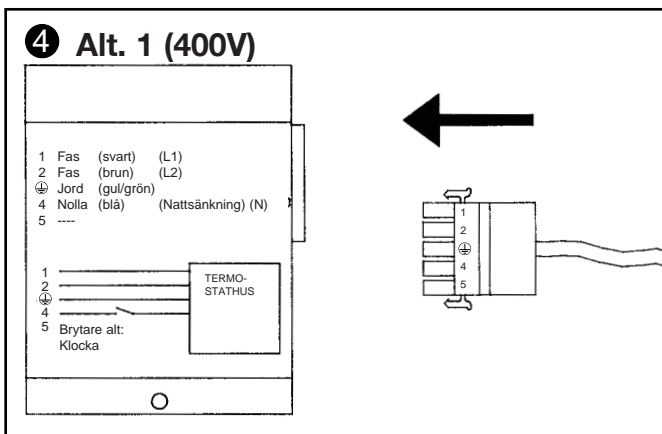 4 Alt. 1 (400V)
1 Fas (svart) (L1)
2 Fas (brun) (L2)
⏚ Jord (gul/grön)
4 Nolla (blå) (Nattsänkning) (N)
5 ----
1
2
⏚
4
5
TERMO-
STATHUS
Brytare alt:
Klocka
1
2
⏚
4
5